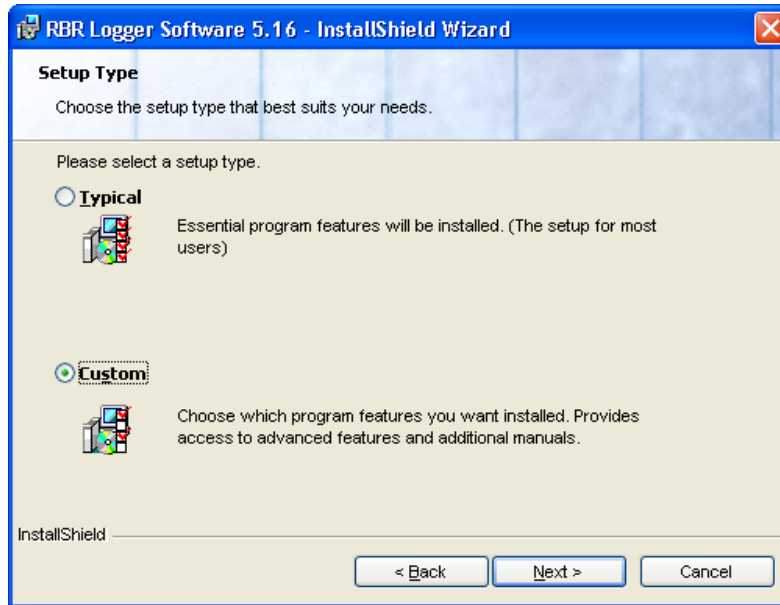 RBR Logger Software 5.16 - InstallShield Wizard
Setup Type
Choose the setup type that best suits your needs.
Please select a setup type.
Typical
Essential program features will be installed. (The setup for most
users)
Custom
Choose which program features you want installed. Provides
access to advanced features and additional manuals.
InstallShield
< Back
Next >
Cancel